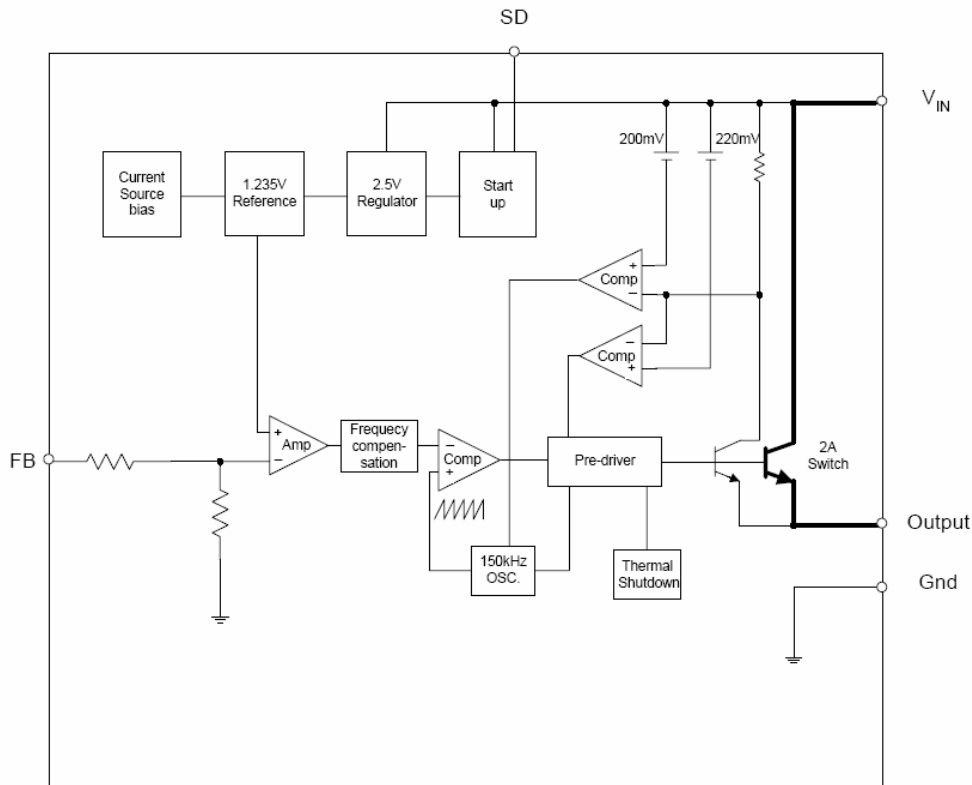 SD
V_IN
200mV
220mV
Current
Source
bias
1.235V
Reference
2.5V
Regulator
Start
up
+
Comp
−
−
Comp
+
FB
+
Amp
−
Frequecy
compen-
sation
−
Comp
+
Pre-driver
2A
Switch
Output
150kHz
OSC.
Thermal
Shutdown
Gnd